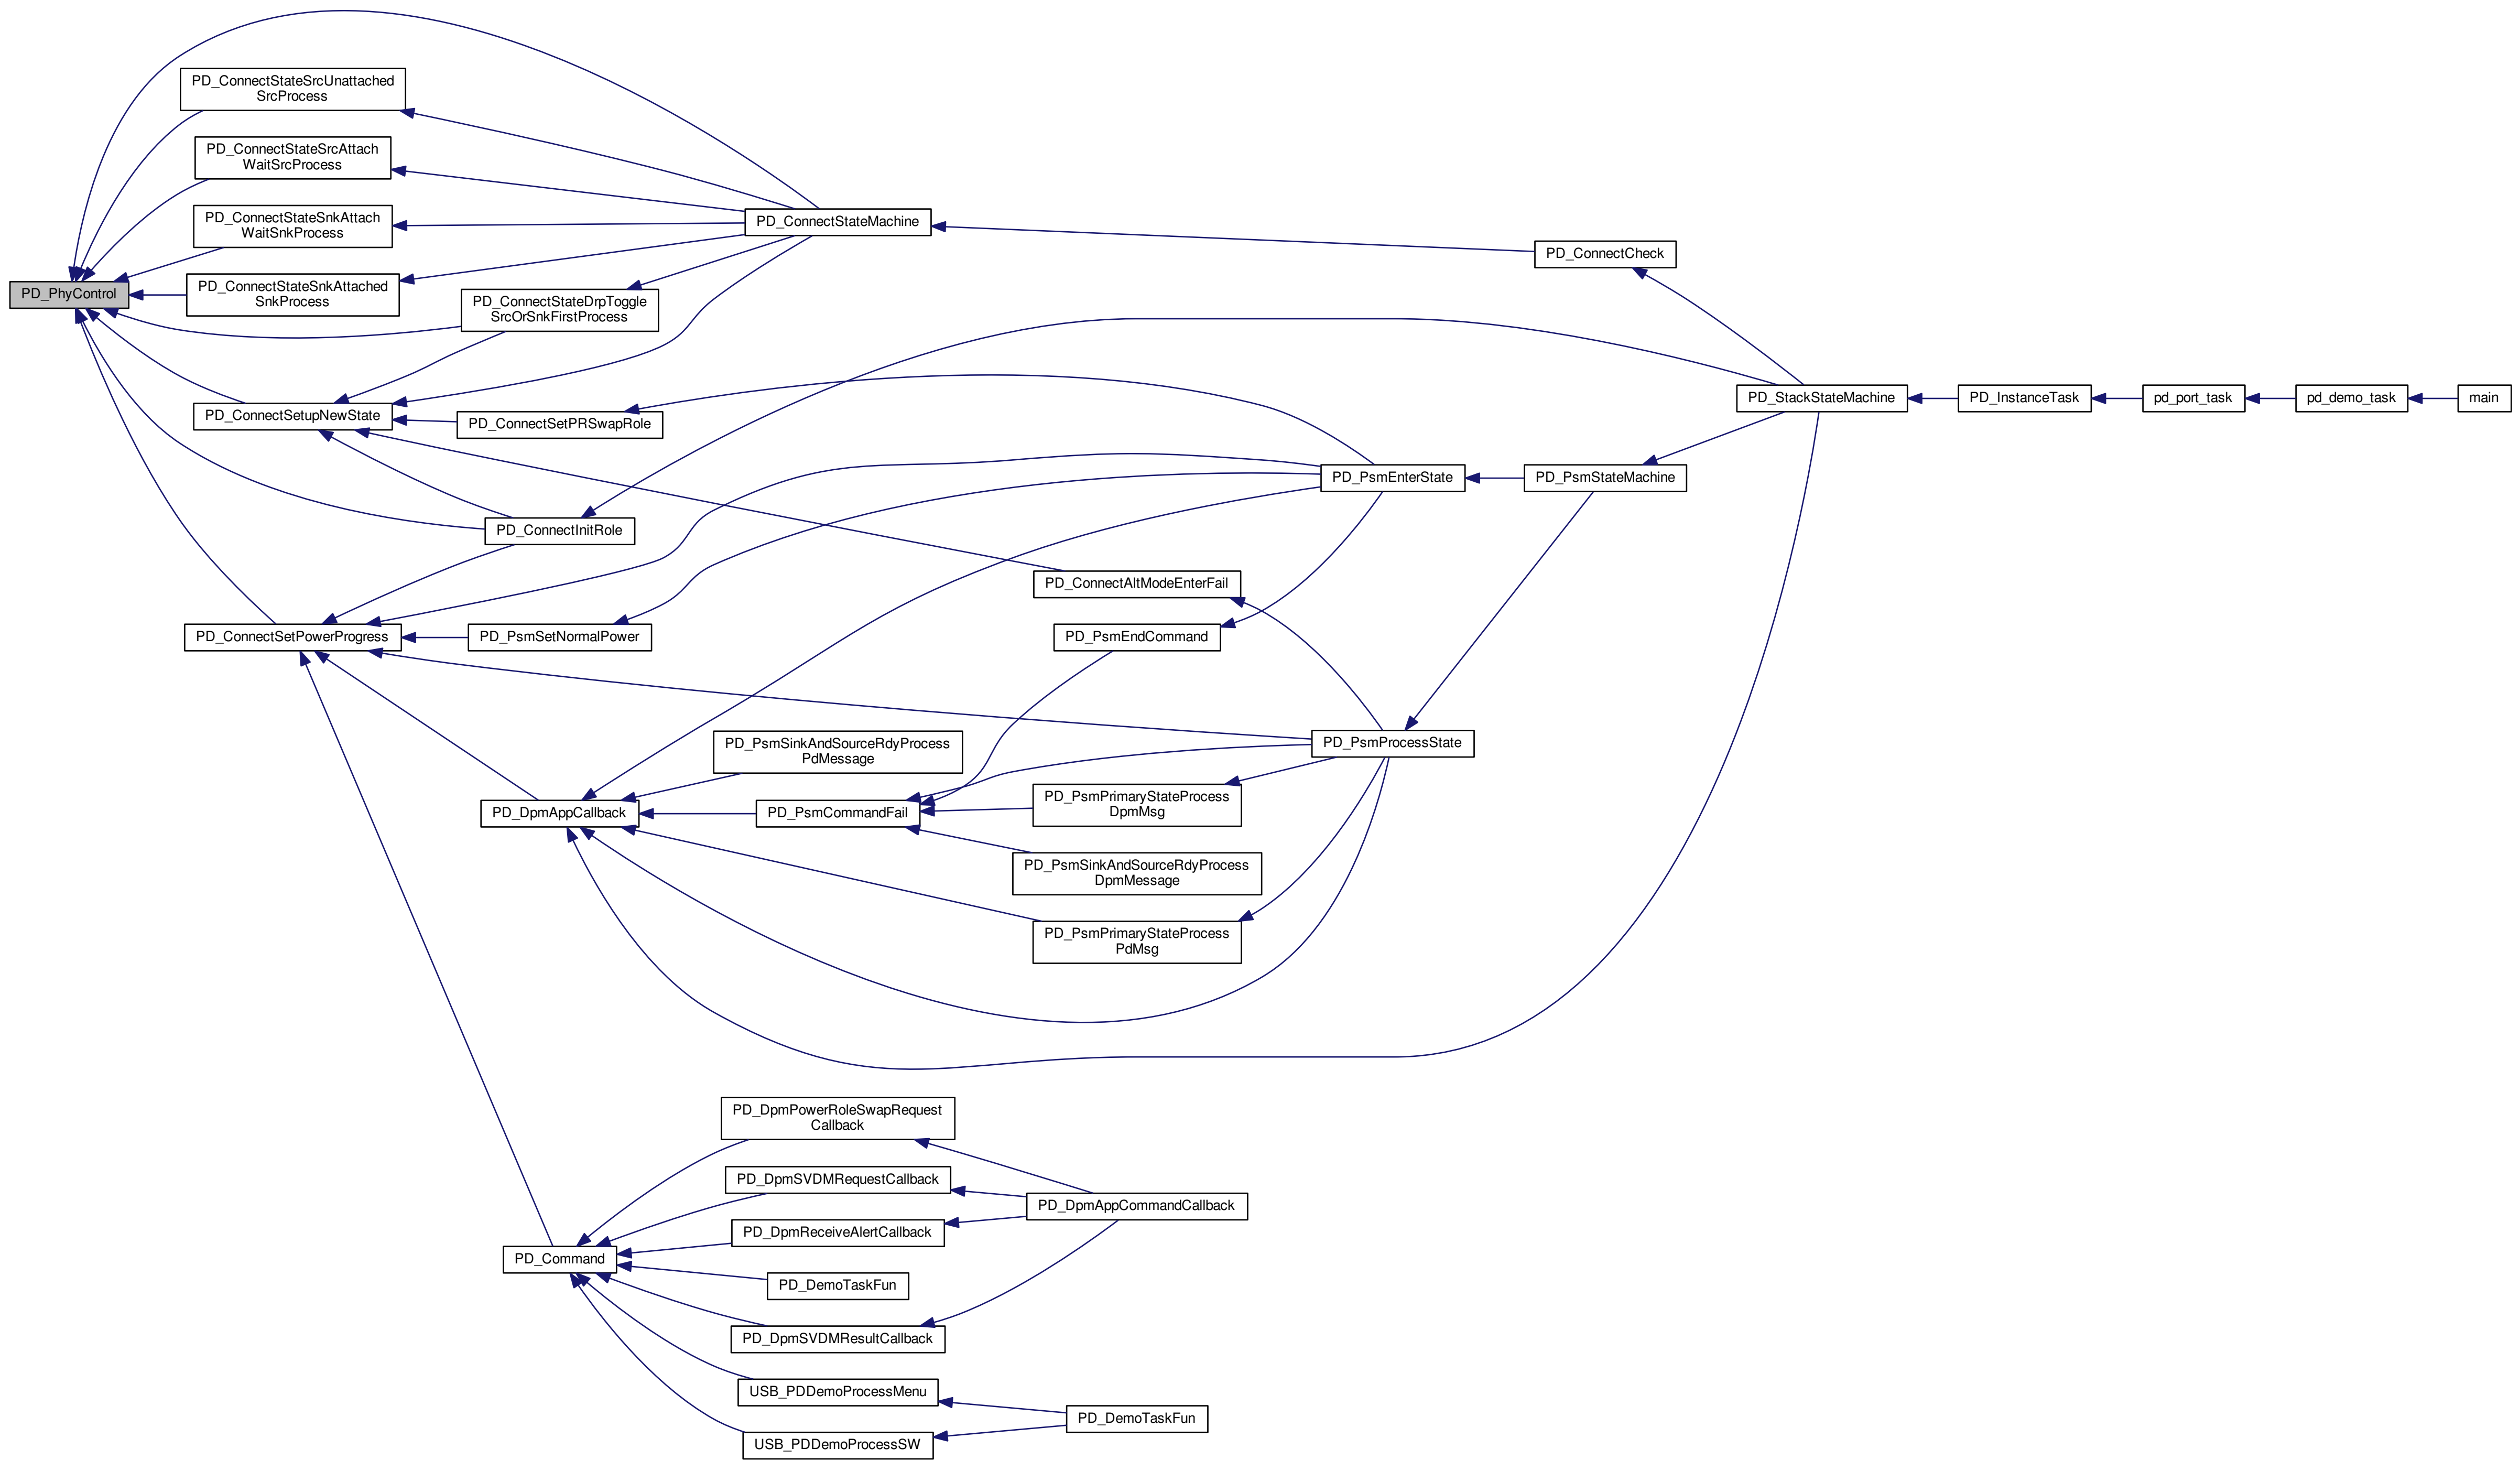 PD_ConnectStateSrcUnattached
SrcProcess
PD_ConnectStateSrcAttach
WaitSrcProcess
PD_ConnectStateSnkAttach
WaitSnkProcess
PD_ConnectStateMachine
PD_ConnectCheck
PD_PhyControl
PD_ConnectStateSnkAttached
SnkProcess
PD_ConnectStateDrpToggle
SrcOrSnkFirstProcess
PD_ConnectSetupNewState
PD_ConnectSetPRSwapRole
PD_StackStateMachine
PD_InstanceTask
pd_port_task
pd_demo_task
main
PD_PsmEnterState
PD_PsmStateMachine
PD_ConnectInitRole
PD_ConnectAltModeEnterFail
PD_ConnectSetPowerProgress
PD_PsmSetNormalPower
PD_PsmEndCommand
PD_PsmSinkAndSourceRdyProcess
PdMessage
PD_PsmProcessState
PD_DpmAppCallback
PD_PsmCommandFail
PD_PsmPrimaryStateProcess
DpmMsg
PD_PsmSinkAndSourceRdyProcess
DpmMessage
PD_PsmPrimaryStateProcess
PdMsg
PD_DpmPowerRoleSwapRequest
Callback
PD_DpmSVDMRequestCallback
PD_DpmAppCommandCallback
PD_DpmReceiveAlertCallback
PD_Command
PD_DemoTaskFun
PD_DpmSVDMResultCallback
USB_PDDemoProcessMenu
PD_DemoTaskFun
USB_PDDemoProcessSW